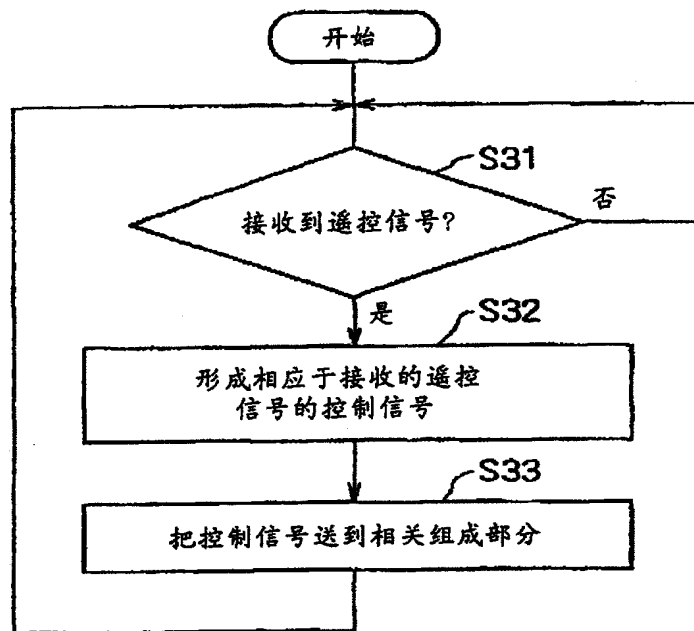 开始
S31
接收到遥控信号?
否
是
S32
形成相应于接收的遥控
信号的控制信号
S33
把控制信号送到相关组成部分